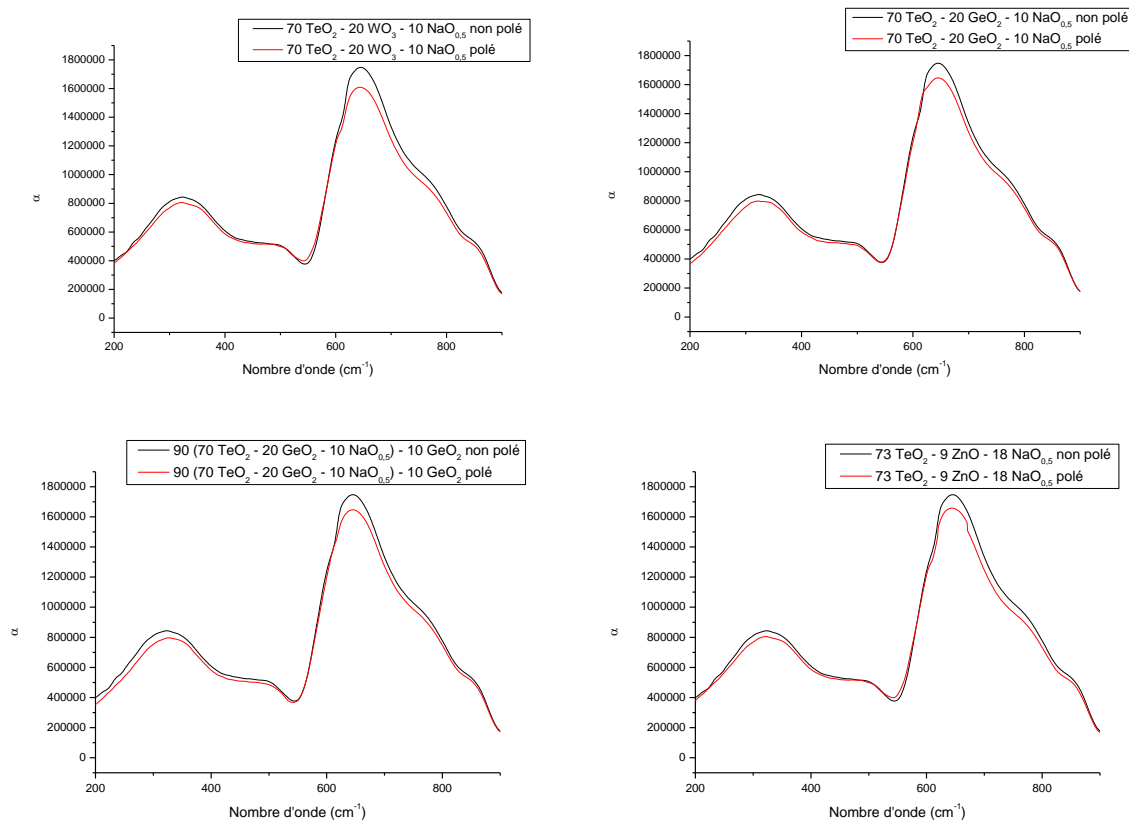 70 TeO2 - 20 WO3 - 10 NaO0,5 non polé
70 TeO2 - 20 WO3 - 10 NaO0,5 polé
1800000
1600000
1400000
1200000
1000000
800000
600000
400000
200000
0
α
200 400 600 800
Nombre d'onde (cm-1)
70 TeO2 - 20 GeO2 - 10 NaO0,5 non polé
70 TeO2 - 20 GeO2 - 10 NaO0,5 polé
1800000
1600000
1400000
1200000
1000000
800000
600000
400000
200000
0
α
200 400 600 800
Nombre d'onde (cm-1)
90 (70 TeO2 - 20 GeO2 - 10 NaO0,5) - 10 GeO2 non polé
90 (70 TeO2 - 20 GeO2 - 10 NaO0,5) - 10 GeO2 polé
1800000
1600000
1400000
1200000
1000000
800000
600000
400000
200000
0
α
200 400 600 800
Nombre d'onde (cm-1)
73 TeO2 - 9 ZnO - 18 NaO0,5 non polé
73 TeO2 - 9 ZnO - 18 NaO0,5 polé
1800000
1600000
1400000
1200000
1000000
800000
600000
400000
200000
0
α
200 400 600 800
Nombre d'onde (cm-1)